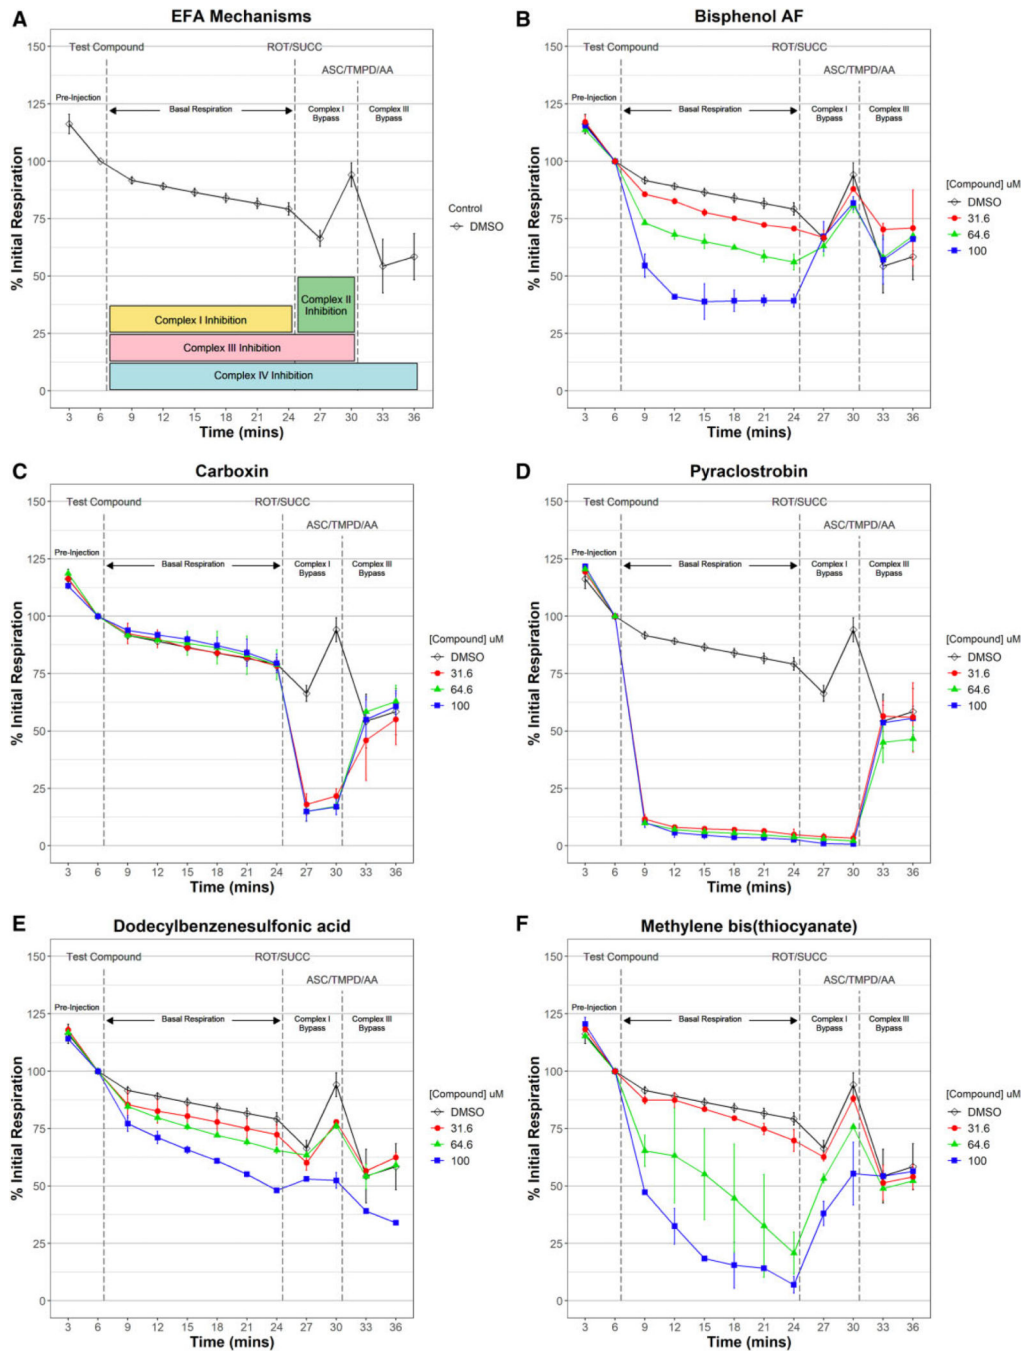 A
EFA Mechanisms
Test Compound
ROT/SUCC
ASC/TMPD/AA
Pre-Injection
Basal Respiration
Complex I
Bypass
Complex III
Bypass
% Initial Respiration
150
125
100
75
50
25
0
Control
DMSO
Complex II
Inhibition
Complex I Inhibition
Complex III Inhibition
Complex IV Inhibition
3 6 9 12 15 18 21 24 27 30 33 36
Time (mins)
B
Bisphenol AF
Test Compound
ROT/SUCC
ASC/TMPD/AA
Pre-Injection
Basal Respiration
Complex I
Bypass
Complex III
Bypass
% Initial Respiration
150
125
100
75
50
25
0
[Compound] uM
DMSO
31.6
64.6
100
3 6 9 12 15 18 21 24 27 30 33 36
Time (mins)
C
Carboxin
Test Compound
ROT/SUCC
ASC/TMPD/AA
Pre-Injection
Basal Respiration
Complex I
Bypass
Complex III
Bypass
% Initial Respiration
150
125
100
75
50
25
0
[Compound] uM
DMSO
31.6
64.6
100
3 6 9 12 15 18 21 24 27 30 33 36
Time (mins)
D
Pyraclostrobin
Test Compound
ROT/SUCC
ASC/TMPD/AA
Pre-Injection
Basal Respiration
Complex I
Bypass
Complex III
Bypass
% Initial Respiration
150
125
100
75
50
25
0
[Compound] uM
DMSO
31.6
64.6
100
3 6 9 12 15 18 21 24 27 30 33 36
Time (mins)
E
Dodecylbenzenesulfonic acid
Test Compound
ROT/SUCC
ASC/TMPD/AA
Pre-Injection
Basal Respiration
Complex I
Bypass
Complex III
Bypass
% Initial Respiration
150
125
100
75
50
25
0
[Compound] uM
DMSO
31.6
64.6
100
3 6 9 12 15 18 21 24 27 30 33 36
Time (mins)
F
Methylene bis(thiocyanate)
Test Compound
ROT/SUCC
ASC/TMPD/AA
Pre-Injection
Basal Respiration
Complex I
Bypass
Complex III
Bypass
% Initial Respiration
150
125
100
75
50
25
0
[Compound] uM
DMSO
31.6
64.6
100
3 6 9 12 15 18 21 24 27 30 33 36
Time (mins)